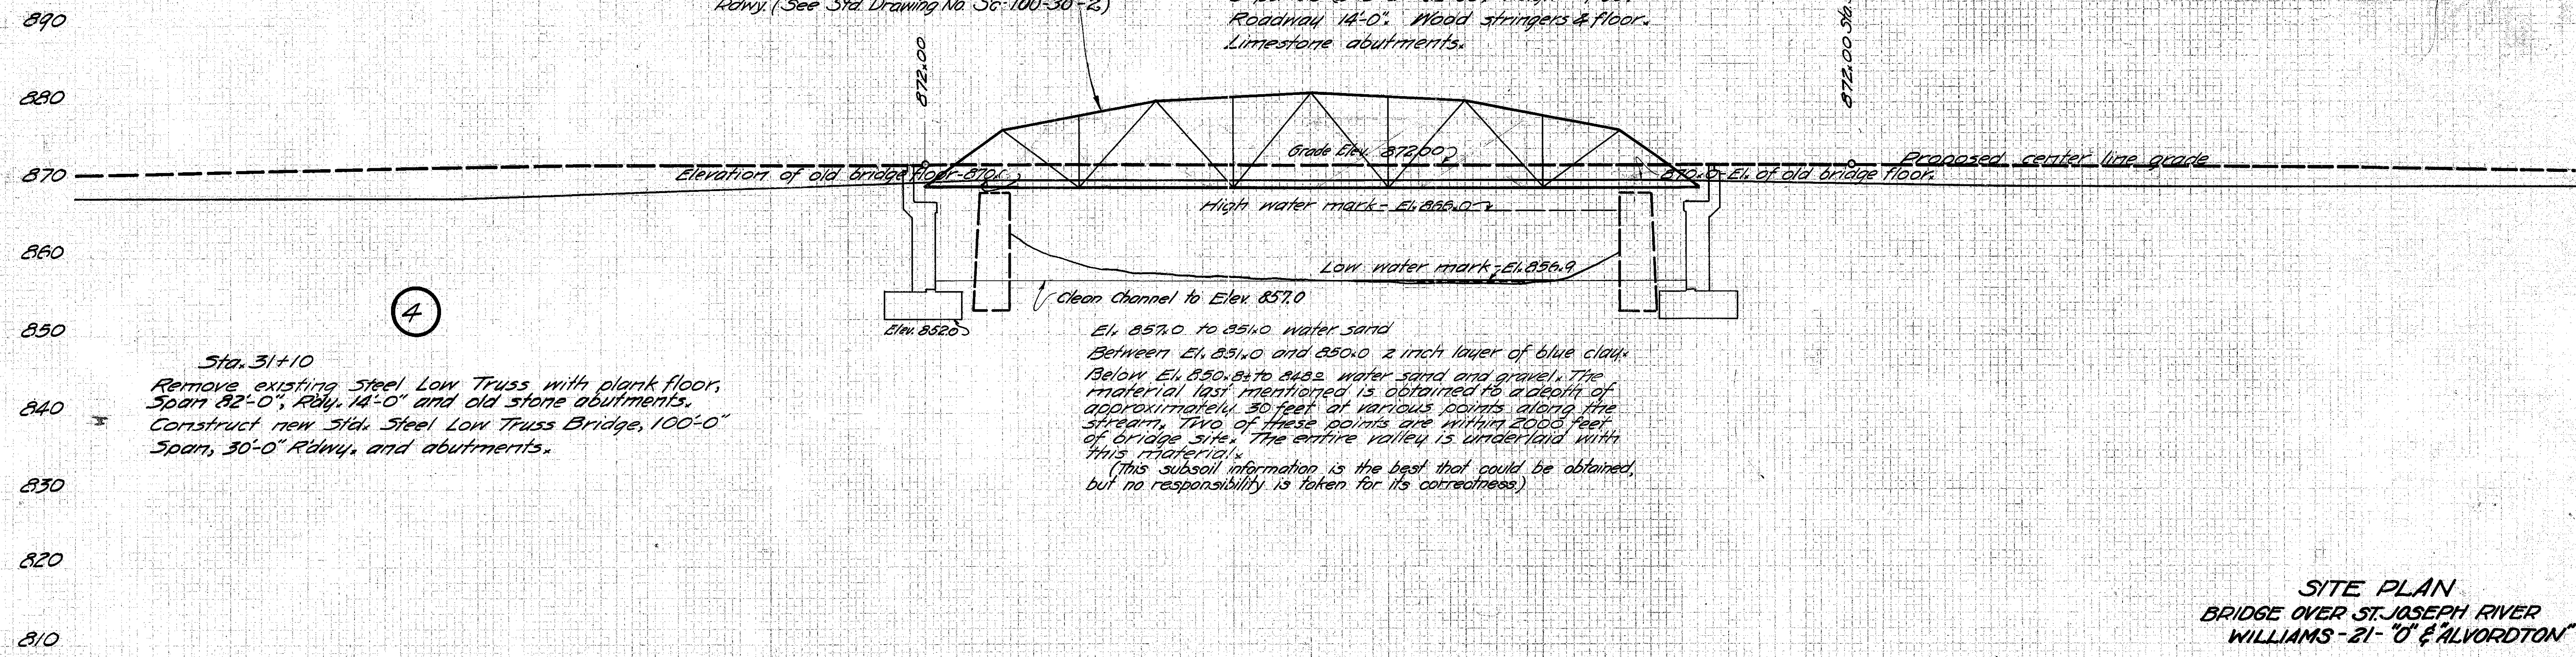 890
880
870
860
850
840
830
820
810
Rdwy. (See Std. Drawing No. SC-100-30-2.)
Roadway 14'-0". Wood stringers & floor.
Limestone abutments.
872.00
872.00 Sta.
Grade Elev. 872.00
Proposed center line grade
Elevation of old bridge floor-870.
870.0-El. of old bridge floor.
High water mark- El. 866.0
Low water mark-El. 856.9
Clean Channel to Elev. 857.0
Elev. 852.0
El. 857.0 to 851.0 water sand
Between El. 851.0 and 850.0 2 inch layer of blue clay.
Below El. 850.8± to 848± water sand and gravel. The
material last mentioned is obtained to a depth of
approximately 30 feet at various points along the
stream. Two of these points are within 2000 feet
of bridge site. The entire valley is underlaid with
this material.
(This subsoil information is the best that could be obtained,
but no responsibility is taken for its correctness)
4
Sta. 31+10
Remove existing Steel Low Truss with plank floor,
Span 82'-0", Rdy. 14'-0" and old stone abutments.
Construct new Std. Steel Low Truss Bridge, 100'-0"
Span, 30'-0" R'dwy. and abutments.
SITE PLAN
BRIDGE OVER ST. JOSEPH RIVER
WILLIAMS-21-"O" & "ALVORDTON"